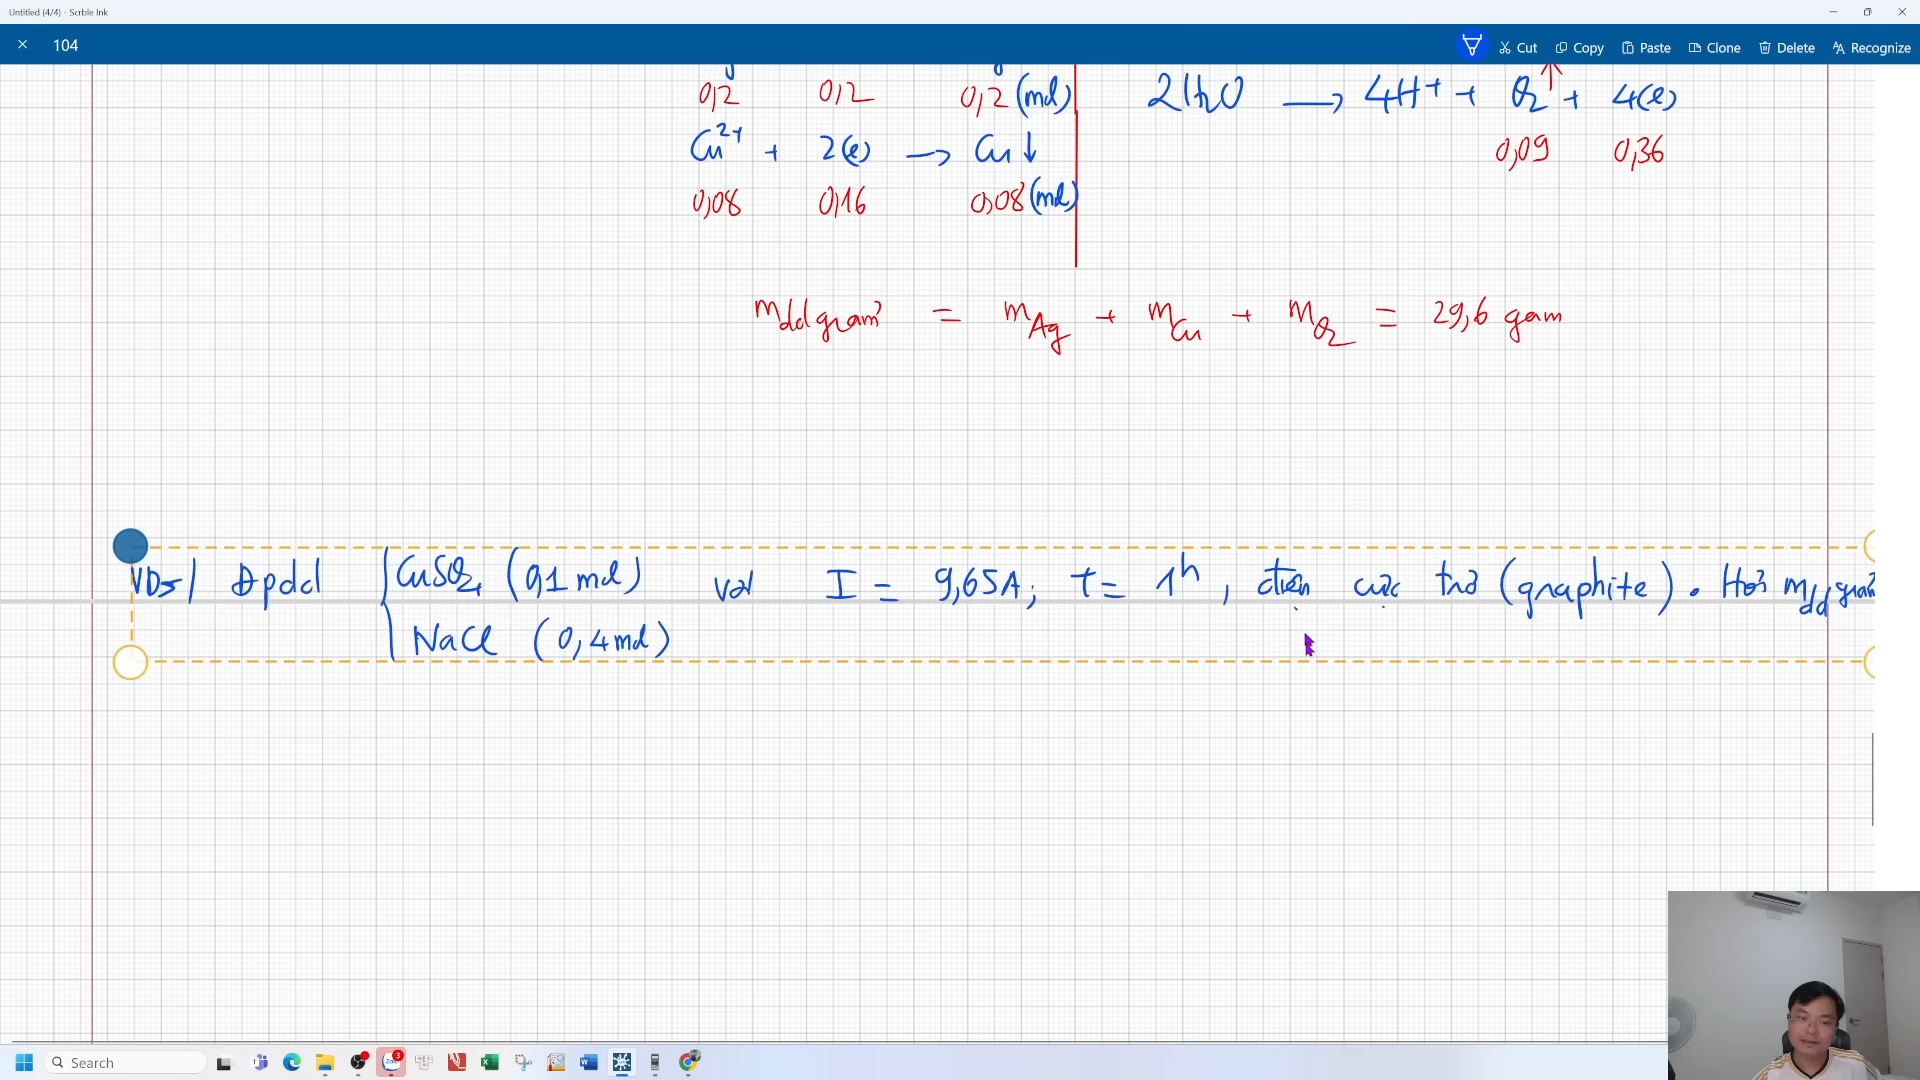 Untitled (4/4) - Scrble Ink
104 Cut Copy Paste Clone Delete Recognize
0,2 0,2 0,2 (mol) 2H2O → 4H+ + O2↑ + 4(e)
Cu2+ + 2(e) → Cu↓ 0,09 0,36
0,08 0,16 0,08 (mol)
mdd giảm = mAg + mCu + mO2 = 29,6 gam
VD5/ Đpdd { CuSO4 (0,1 mol) với I = 9,65A; t = 1h, điện cực trơ (graphite). Hỏi mdd giảm
NaCl (0,4 mol)
Search
3